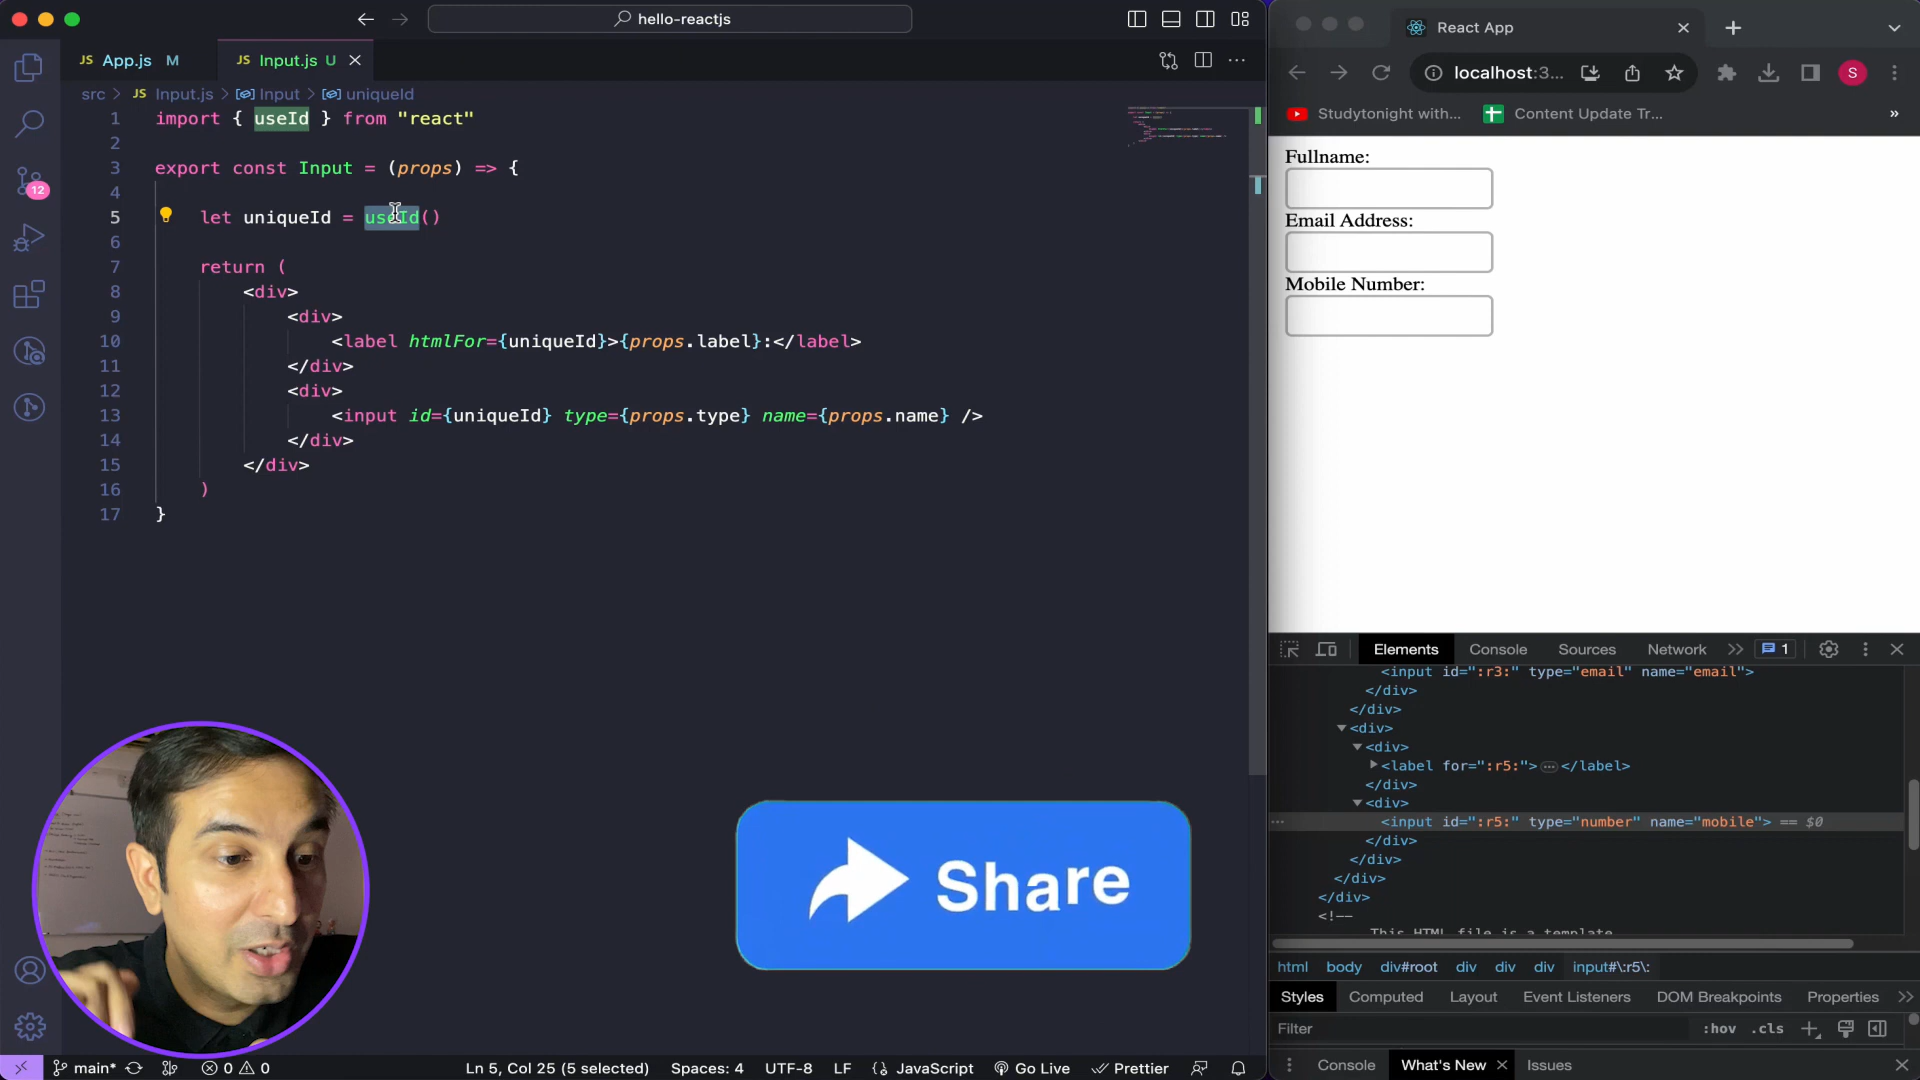 hello-reactjs
JS App.js M
JS Input.js U
src > JS Input.js > Input > uniqueId
1 import { useId } from "react"
2
3 export const Input = (props) => {
4
5 let uniqueId = useId()
6
7 return (
8 <div>
9 <div>
10 <label htmlFor={uniqueId}>{props.label}:</label>
11 </div>
12 <div>
13 <input id={uniqueId} type={props.type} name={props.name} />
14 </div>
15 </div>
16 )
17 }
12
Share
main* 0 0 Ln 5, Col 25 (5 selected) Spaces: 4 UTF-8 LF JavaScript Go Live Prettier
React App
localhost:3...
S
Studytonight with... Content Update Tr... »
Fullname:
Email Address:
Mobile Number:
Elements Console Sources Network 1
<input id=":r3:" type="email" name="email">
</div>
</div>
<div>
<div>
<label for=":r5:">…</label>
</div>
<div>
… <input id=":r5:" type="number" name="mobile"> == $0
</div>
</div>
</div>
</div>
<!--
This HTML file is a template.
html body div#root div div div input#\:r5\:
Styles Computed Layout Event Listeners DOM Breakpoints Properties
Filter :hov .cls
Console What's New Issues